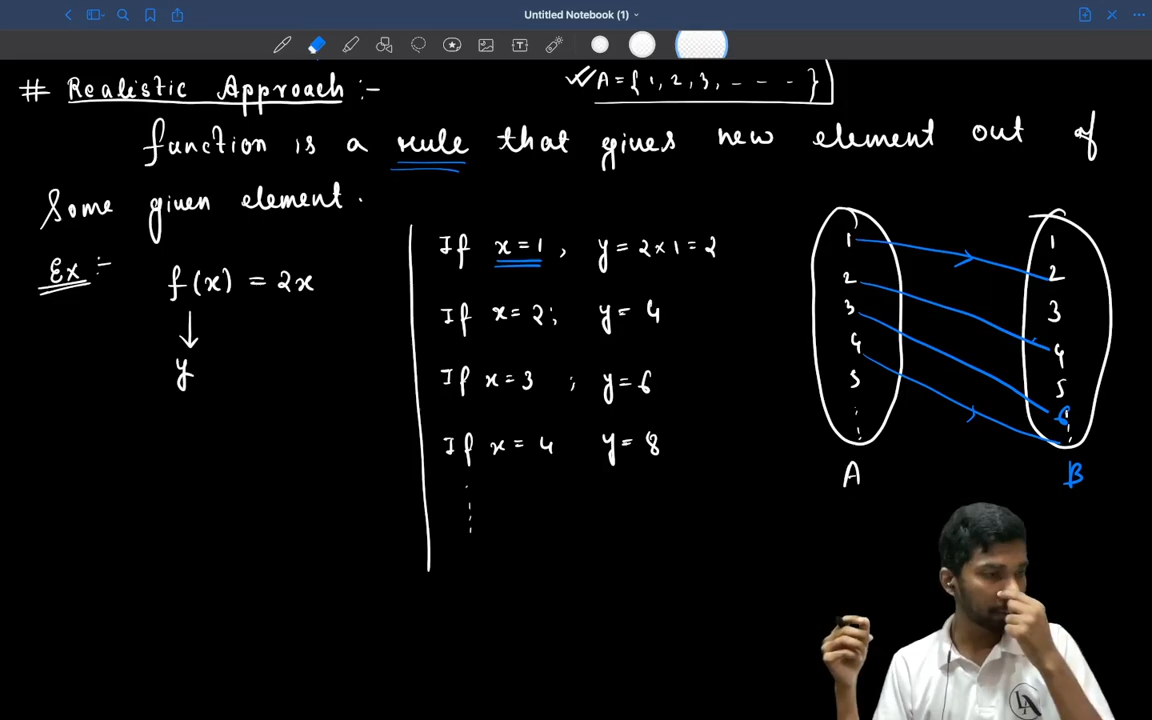 Untitled Notebook (1)
# Realistic Approach :-
A = {1, 2, 3, - - - }
function is a rule that gives new element out of
Some given element.
Ex :-
f(x) = 2x
y
If x = 1 , y = 2 × 1 = 2
If x = 2 ; y = 4
If x = 3 ; y = 6
If x = 4 y = 8
1
2
3
4
5
A
1
2
3
4
5
6
B